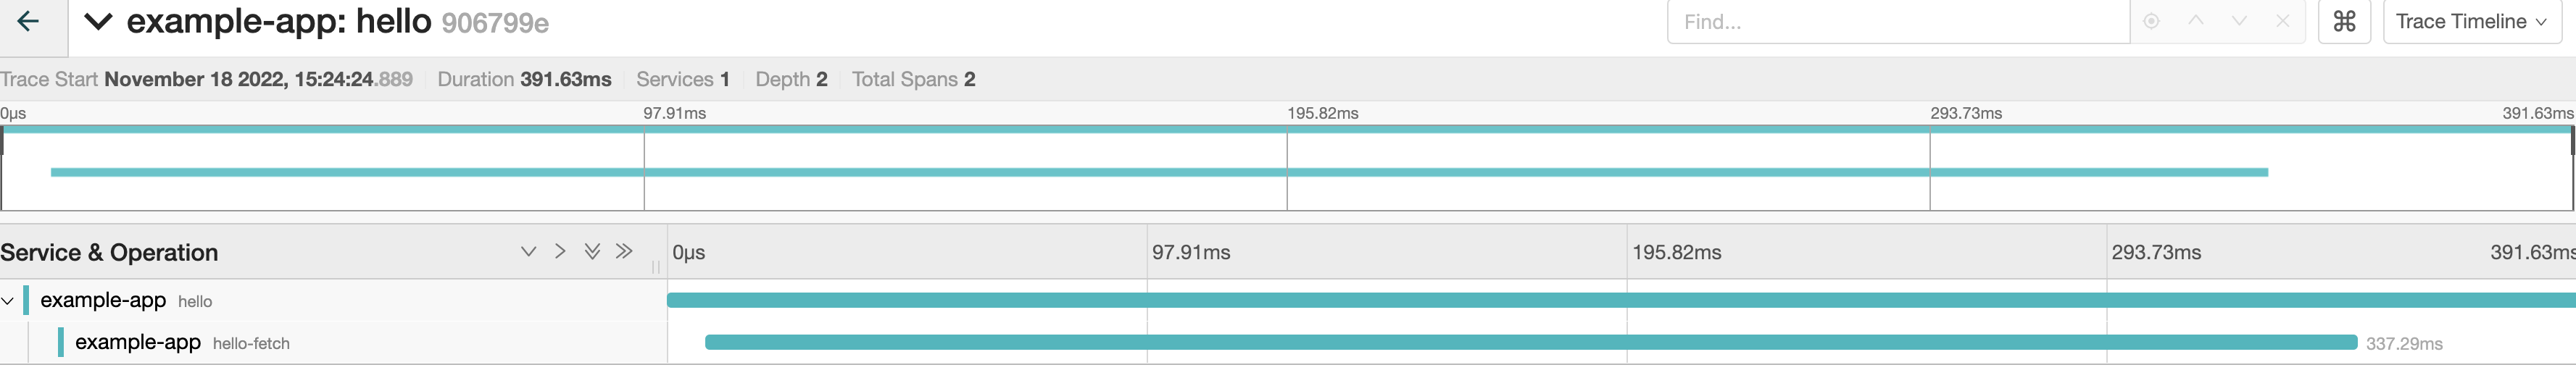 example-app: hello 906799e Find... Trace Timeline
Trace Start November 18 2022, 15:24:24.889 Duration 391.63ms Services 1 Depth 2 Total Spans 2
0μs 97.91ms 195.82ms 293.73ms 391.63ms
Service & Operation 0μs 97.91ms 195.82ms 293.73ms 391.63ms
example-app hello
example-app hello-fetch 337.29ms